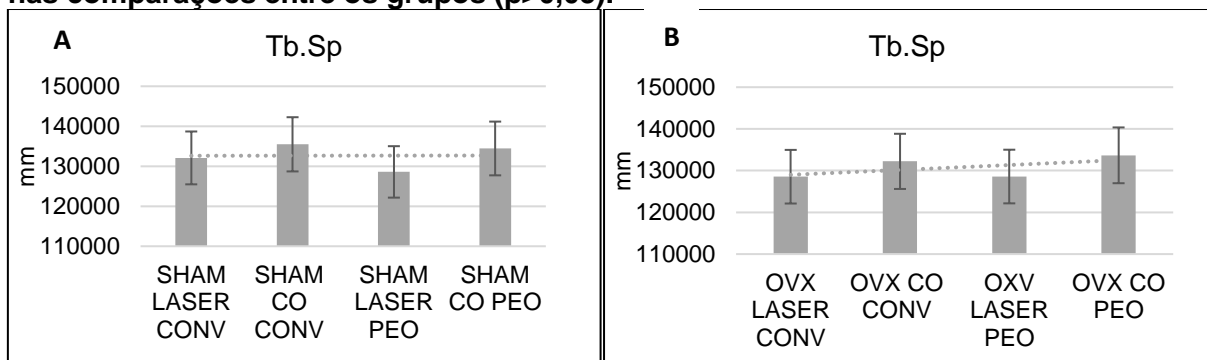 nas comparações entre os grupos (p>0,05).
A
Tb.Sp
150000
140000
130000
120000
110000
mm
SHAM
LASER
CONV
SHAM
CO
CONV
SHAM
LASER
PEO
SHAM
CO PEO
B
Tb.Sp
150000
140000
130000
120000
110000
mm
OVX
LASER
CONV
OVX CO
CONV
OXV
LASER
PEO
OVX CO
PEO